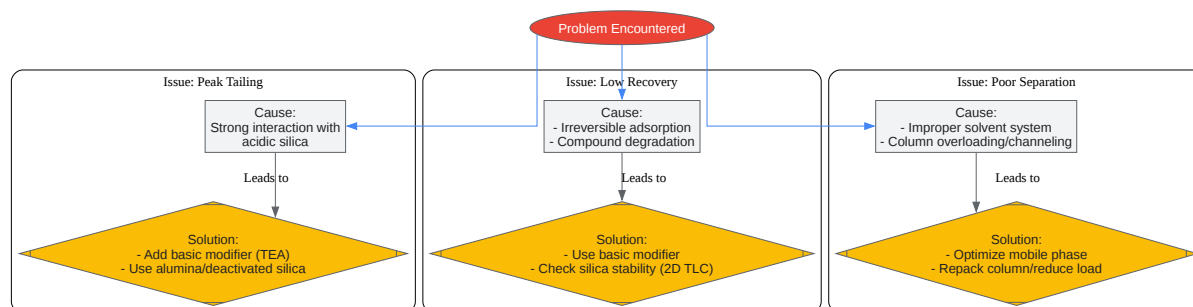 Problem Encountered
Issue: Peak Tailing
Cause:
Strong interaction with
acidic silica
Leads to
Solution:
- Add basic modifier (TEA)
- Use alumina/deactivated silica
Issue: Low Recovery
Cause:
- Irreversible adsorption
- Compound degradation
Leads to
Solution:
- Use basic modifier
- Check silica stability (2D TLC)
Issue: Poor Separation
Cause:
- Improper solvent system
- Column overloading/channeling
Leads to
Solution:
- Optimize mobile phase
- Repack column/reduce load